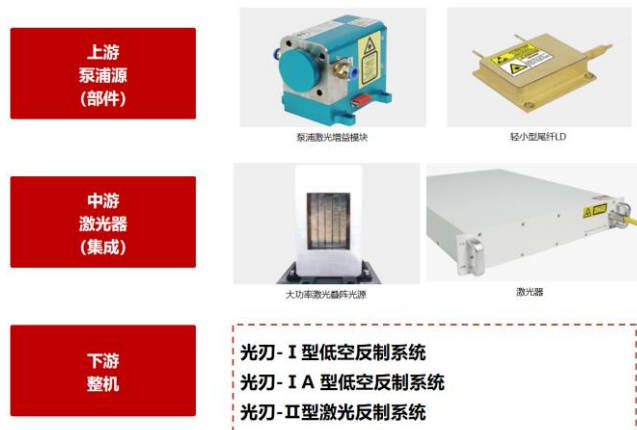 上游
泵浦源
(部件)
泵浦激光增益模块
轻小型尾纤LD
中游
激光器
(集成)
大功率激光叠阵光源
激光器
下游
整机
光刃-Ⅰ型低空反制系统
光刃-ⅠA型低空反制系统
光刃-Ⅱ型激光反制系统